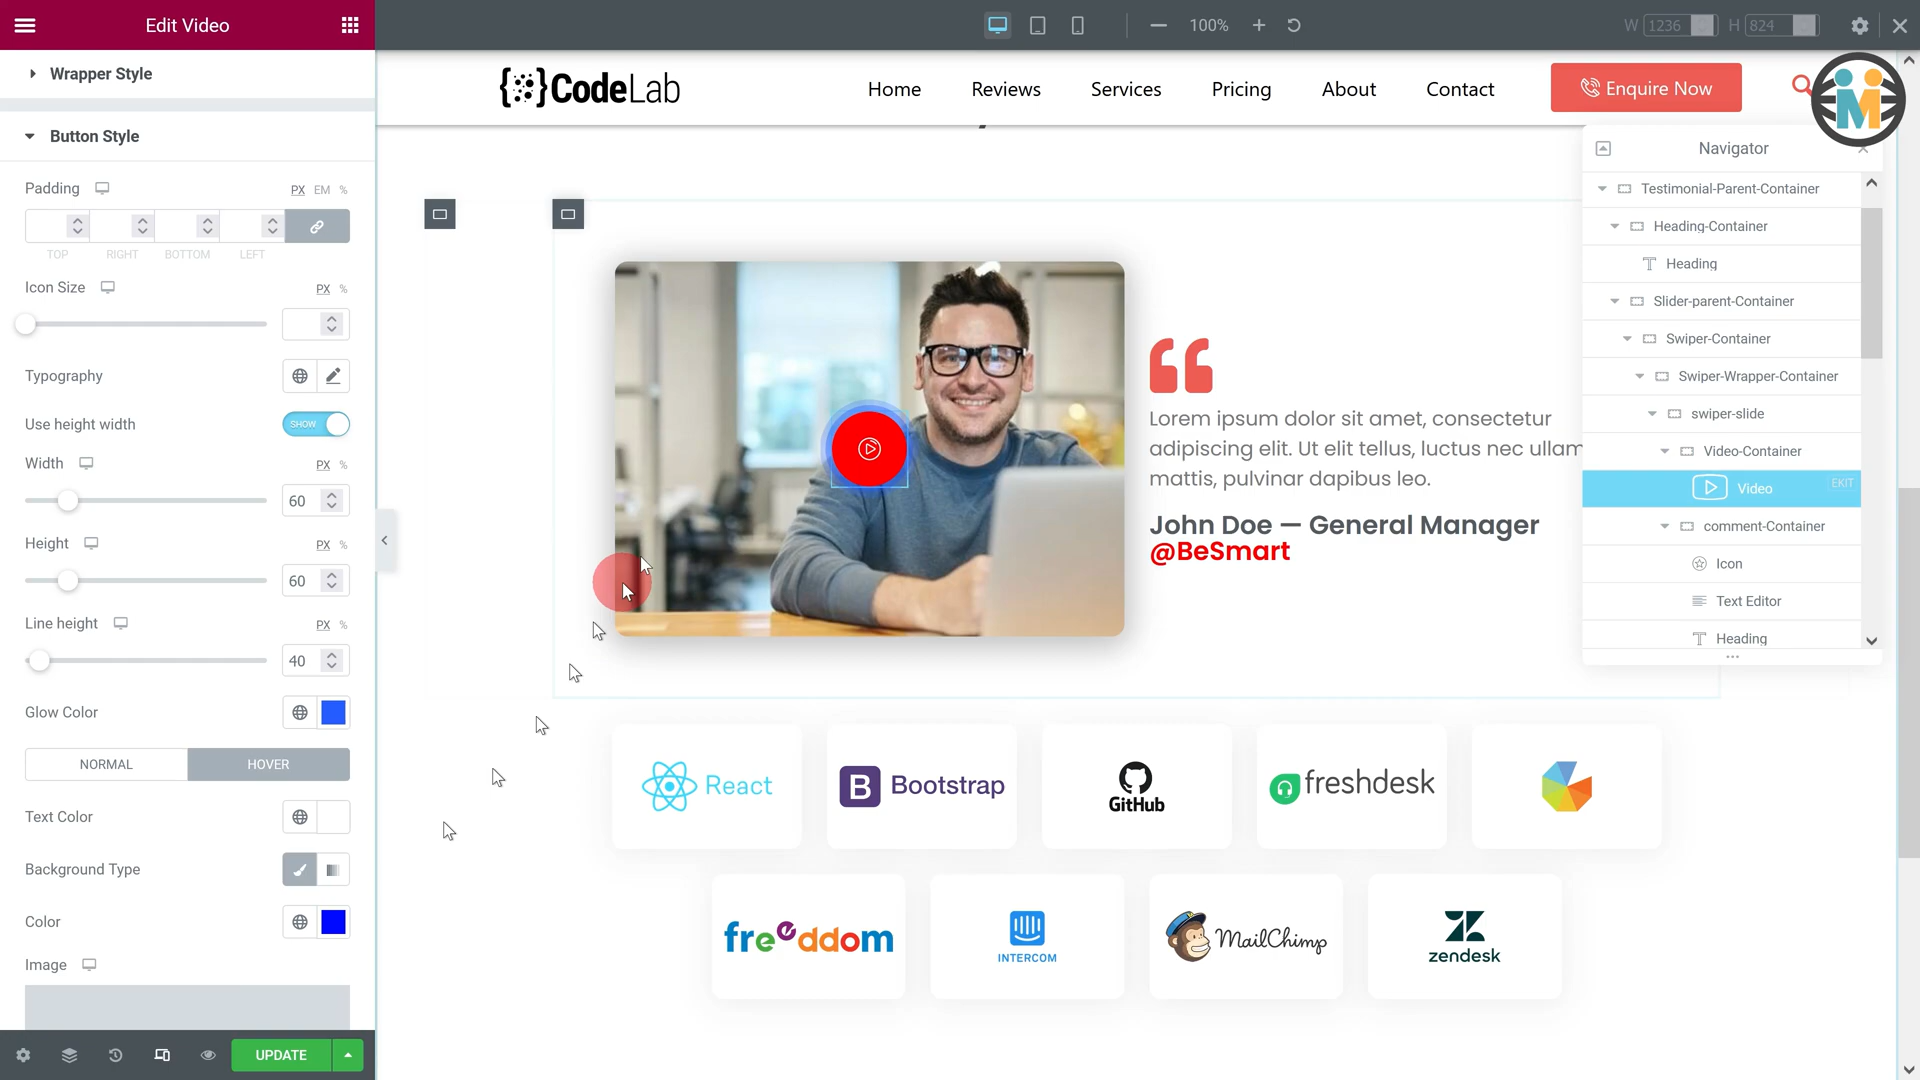 Edit Video
100%
W 1236 H 824
Wrapper Style
Button Style
Padding
PX EM %
TOP RIGHT BOTTOM LEFT
Icon Size
PX %
Typography
Use height width
SHOW
Width
PX %
60
Height
PX %
60
Line height
PX %
40
Glow Color
NORMAL
HOVER
Text Color
Background Type
Color
Image
UPDATE
{ }CodeLab
Home Reviews Services Pricing About Contact
Enquire Now
M
Lorem ipsum dolor sit amet, consectetur
adipiscing elit. Ut elit tellus, luctus nec ullam
mattis, pulvinar dapibus leo.
John Doe — General Manager
@BeSmart
React
B Bootstrap
GitHub
freshdesk
freeddom
INTERCOM
MailChimp
zendesk
Navigator
Testimonial-Parent-Container
Heading-Container
Heading
Slider-parent-Container
Swiper-Container
Swiper-Wrapper-Container
swiper-slide
Video-Container
Video EKIT
comment-Container
Icon
Text Editor
Heading